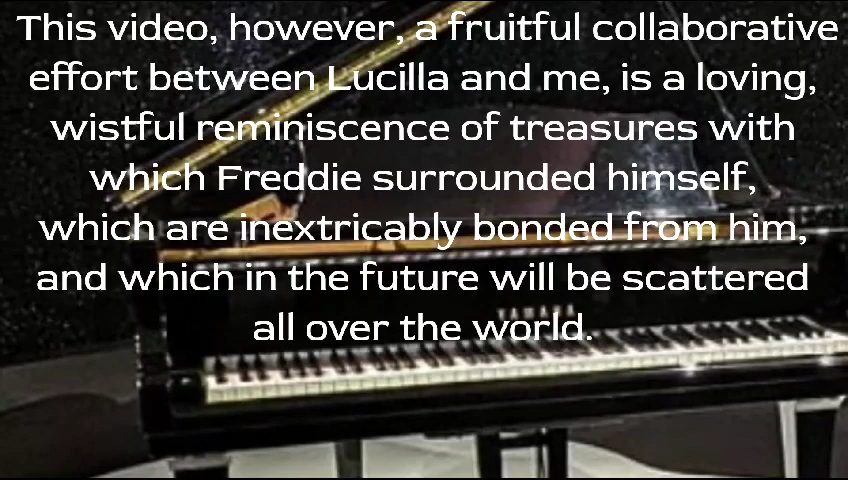 This video, however, a fruitful collaborative
effort between Lucilla and me, is a loving,
wistful reminiscence of treasures with
which Freddie surrounded himself,
which are inextricably bonded from him,
and which in the future will be scattered
all over the world.
YAMAHA